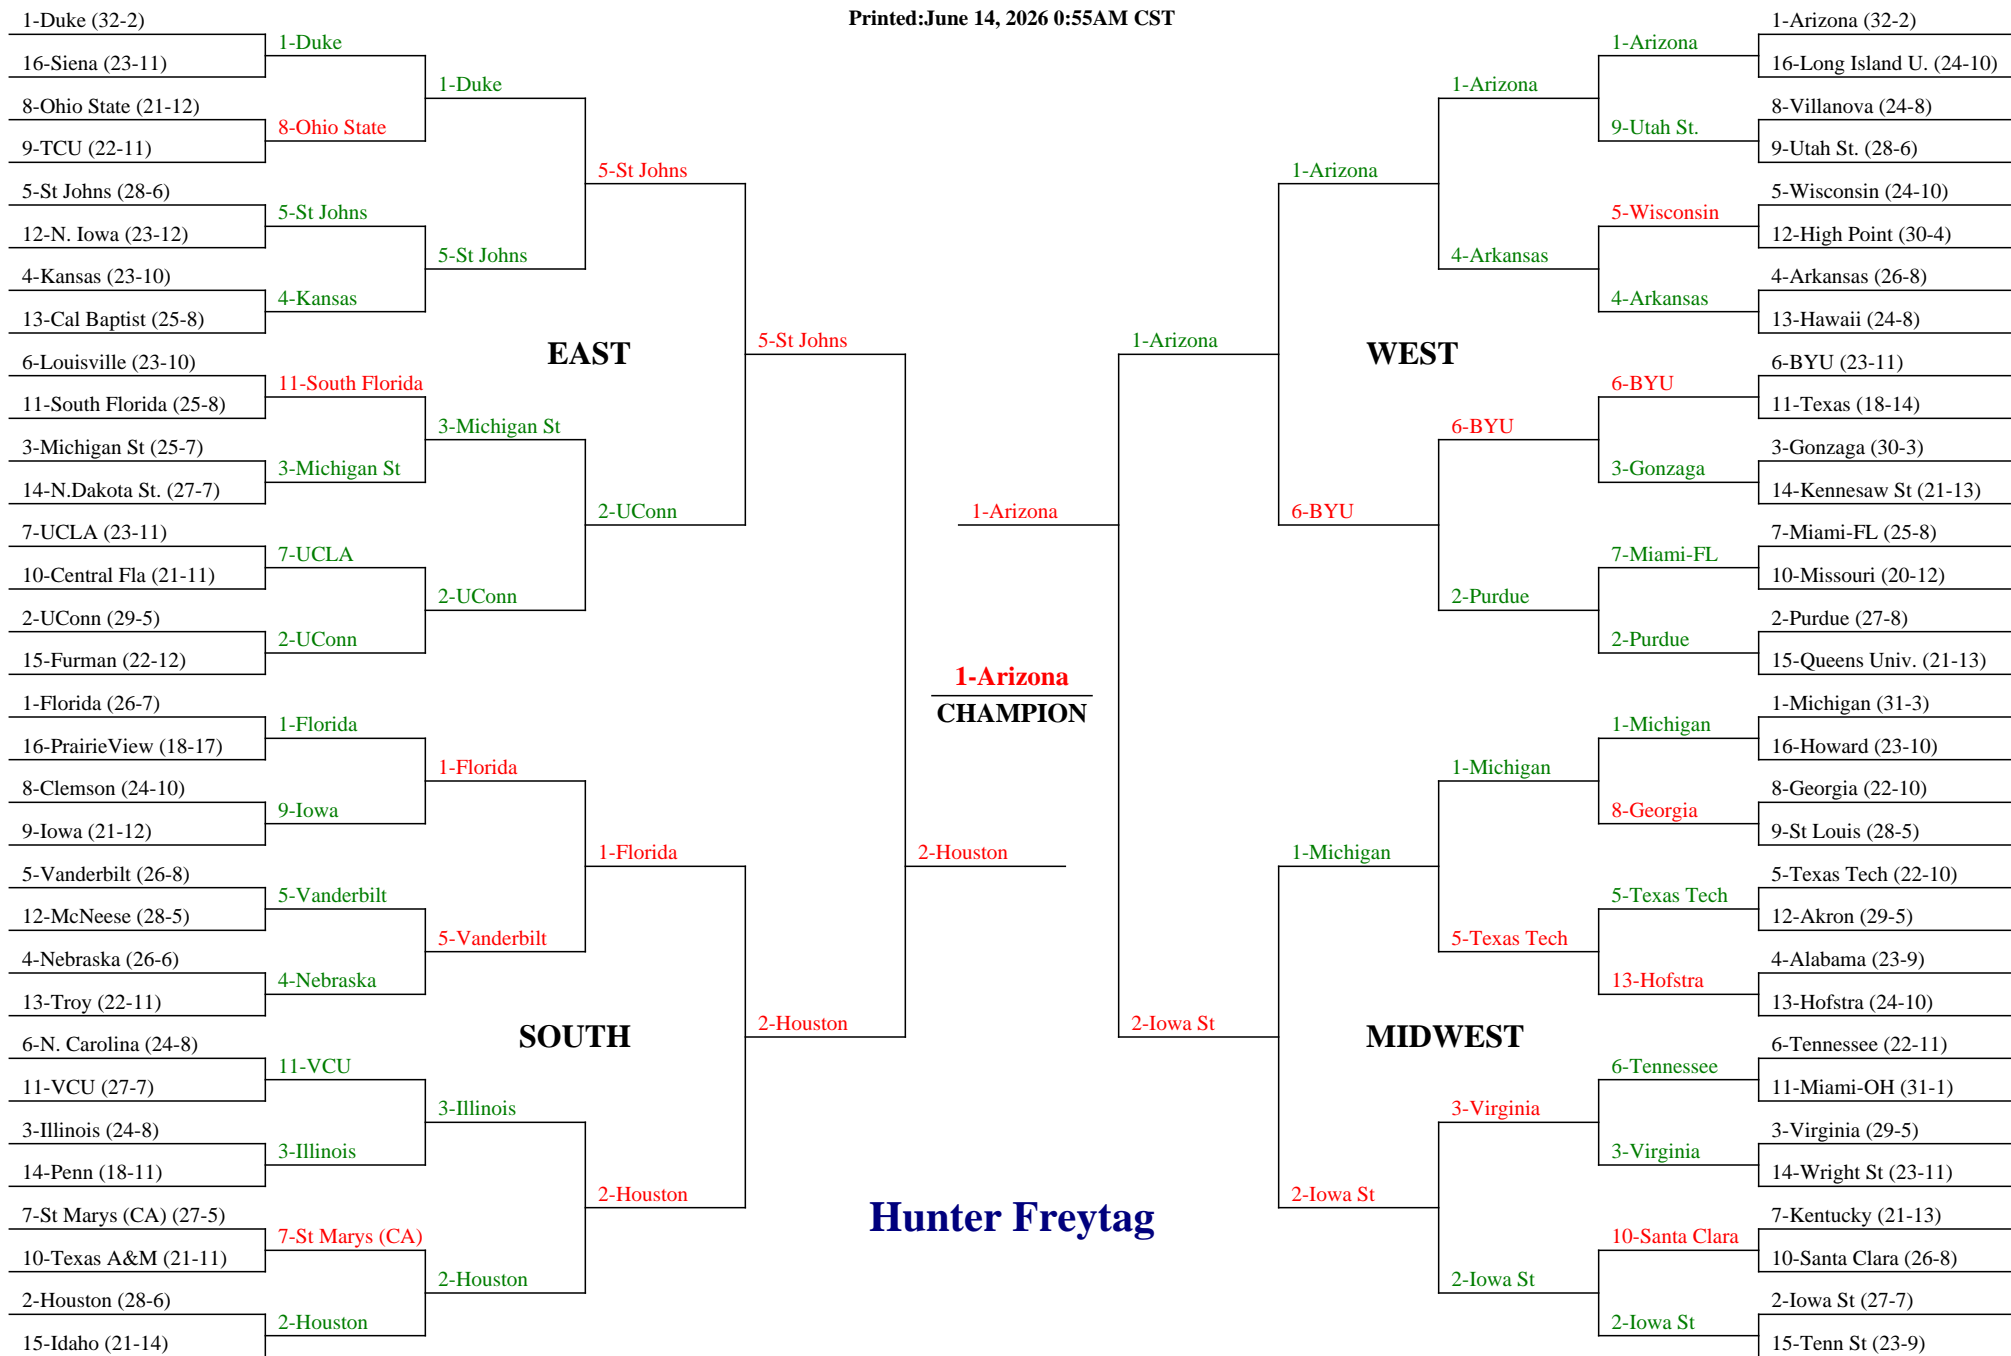 Printed:June 14, 2026 0:55AM CST
1-Duke (32-2)
16-Siena (23-11)
8-Ohio State (21-12)
9-TCU (22-11)
5-St Johns (28-6)
12-N. Iowa (23-12)
4-Kansas (23-10)
13-Cal Baptist (25-8)
6-Louisville (23-10)
11-South Florida (25-8)
3-Michigan St (25-7)
14-N.Dakota St. (27-7)
7-UCLA (23-11)
10-Central Fla (21-11)
2-UConn (29-5)
15-Furman (22-12)
1-Duke
8-Ohio State
5-St Johns
4-Kansas
11-South Florida
3-Michigan St
7-UCLA
2-UConn
1-Duke
5-St Johns
3-Michigan St
2-UConn
5-St Johns
2-UConn
5-St Johns
EAST
1-Florida (26-7)
16-PrairieView (18-17)
8-Clemson (24-10)
9-Iowa (21-12)
5-Vanderbilt (26-8)
12-McNeese (28-5)
4-Nebraska (26-6)
13-Troy (22-11)
6-N. Carolina (24-8)
11-VCU (27-7)
3-Illinois (24-8)
14-Penn (18-11)
7-St Marys (CA) (27-5)
10-Texas A&M (21-11)
2-Houston (28-6)
15-Idaho (21-14)
1-Florida
9-Iowa
5-Vanderbilt
4-Nebraska
11-VCU
3-Illinois
7-St Marys (CA)
2-Houston
1-Florida
5-Vanderbilt
3-Illinois
2-Houston
1-Florida
2-Houston
2-Houston
SOUTH
1-Arizona
1-Arizona
CHAMPION
2-Houston
Hunter Freytag
1-Arizona
WEST
1-Arizona
6-BYU
1-Arizona
4-Arkansas
6-BYU
2-Purdue
1-Arizona
9-Utah St.
5-Wisconsin
4-Arkansas
6-BYU
3-Gonzaga
7-Miami-FL
2-Purdue
1-Arizona (32-2)
16-Long Island U. (24-10)
8-Villanova (24-8)
9-Utah St. (28-6)
5-Wisconsin (24-10)
12-High Point (30-4)
4-Arkansas (26-8)
13-Hawaii (24-8)
6-BYU (23-11)
11-Texas (18-14)
3-Gonzaga (30-3)
14-Kennesaw St (21-13)
7-Miami-FL (25-8)
10-Missouri (20-12)
2-Purdue (27-8)
15-Queens Univ. (21-13)
2-Iowa St
MIDWEST
1-Michigan
2-Iowa St
1-Michigan
5-Texas Tech
3-Virginia
2-Iowa St
1-Michigan
8-Georgia
5-Texas Tech
13-Hofstra
6-Tennessee
3-Virginia
10-Santa Clara
2-Iowa St
1-Michigan (31-3)
16-Howard (23-10)
8-Georgia (22-10)
9-St Louis (28-5)
5-Texas Tech (22-10)
12-Akron (29-5)
4-Alabama (23-9)
13-Hofstra (24-10)
6-Tennessee (22-11)
11-Miami-OH (31-1)
3-Virginia (29-5)
14-Wright St (23-11)
7-Kentucky (21-13)
10-Santa Clara (26-8)
2-Iowa St (27-7)
15-Tenn St (23-9)